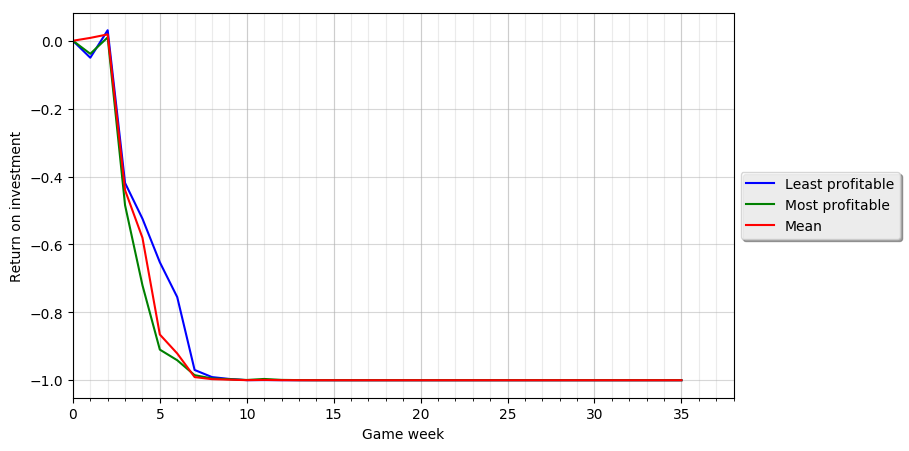 0.0
−0.2
−0.4
−0.6
−0.8
−1.0
Return on investment
0 5 10 15 20 25 30 35
Game week
Least profitable
Most profitable
Mean